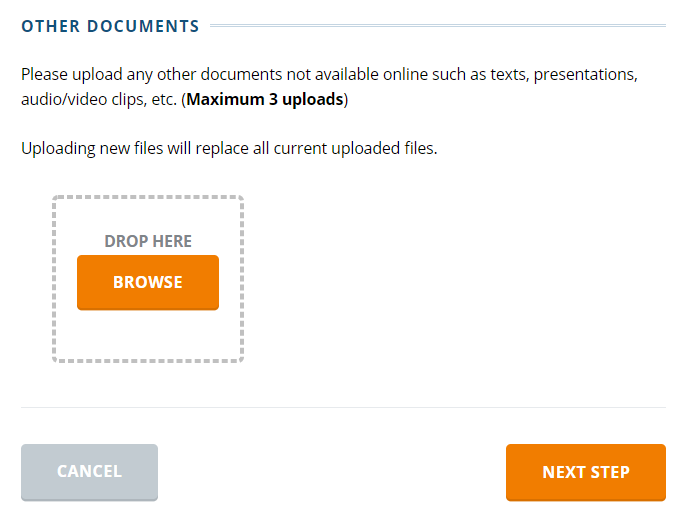 OTHER DOCUMENTS
Please upload any other documents not available online such as texts, presentations,
audio/video clips, etc. (Maximum 3 uploads)
Uploading new files will replace all current uploaded files.
DROP HERE
BROWSE
CANCEL
NEXT STEP